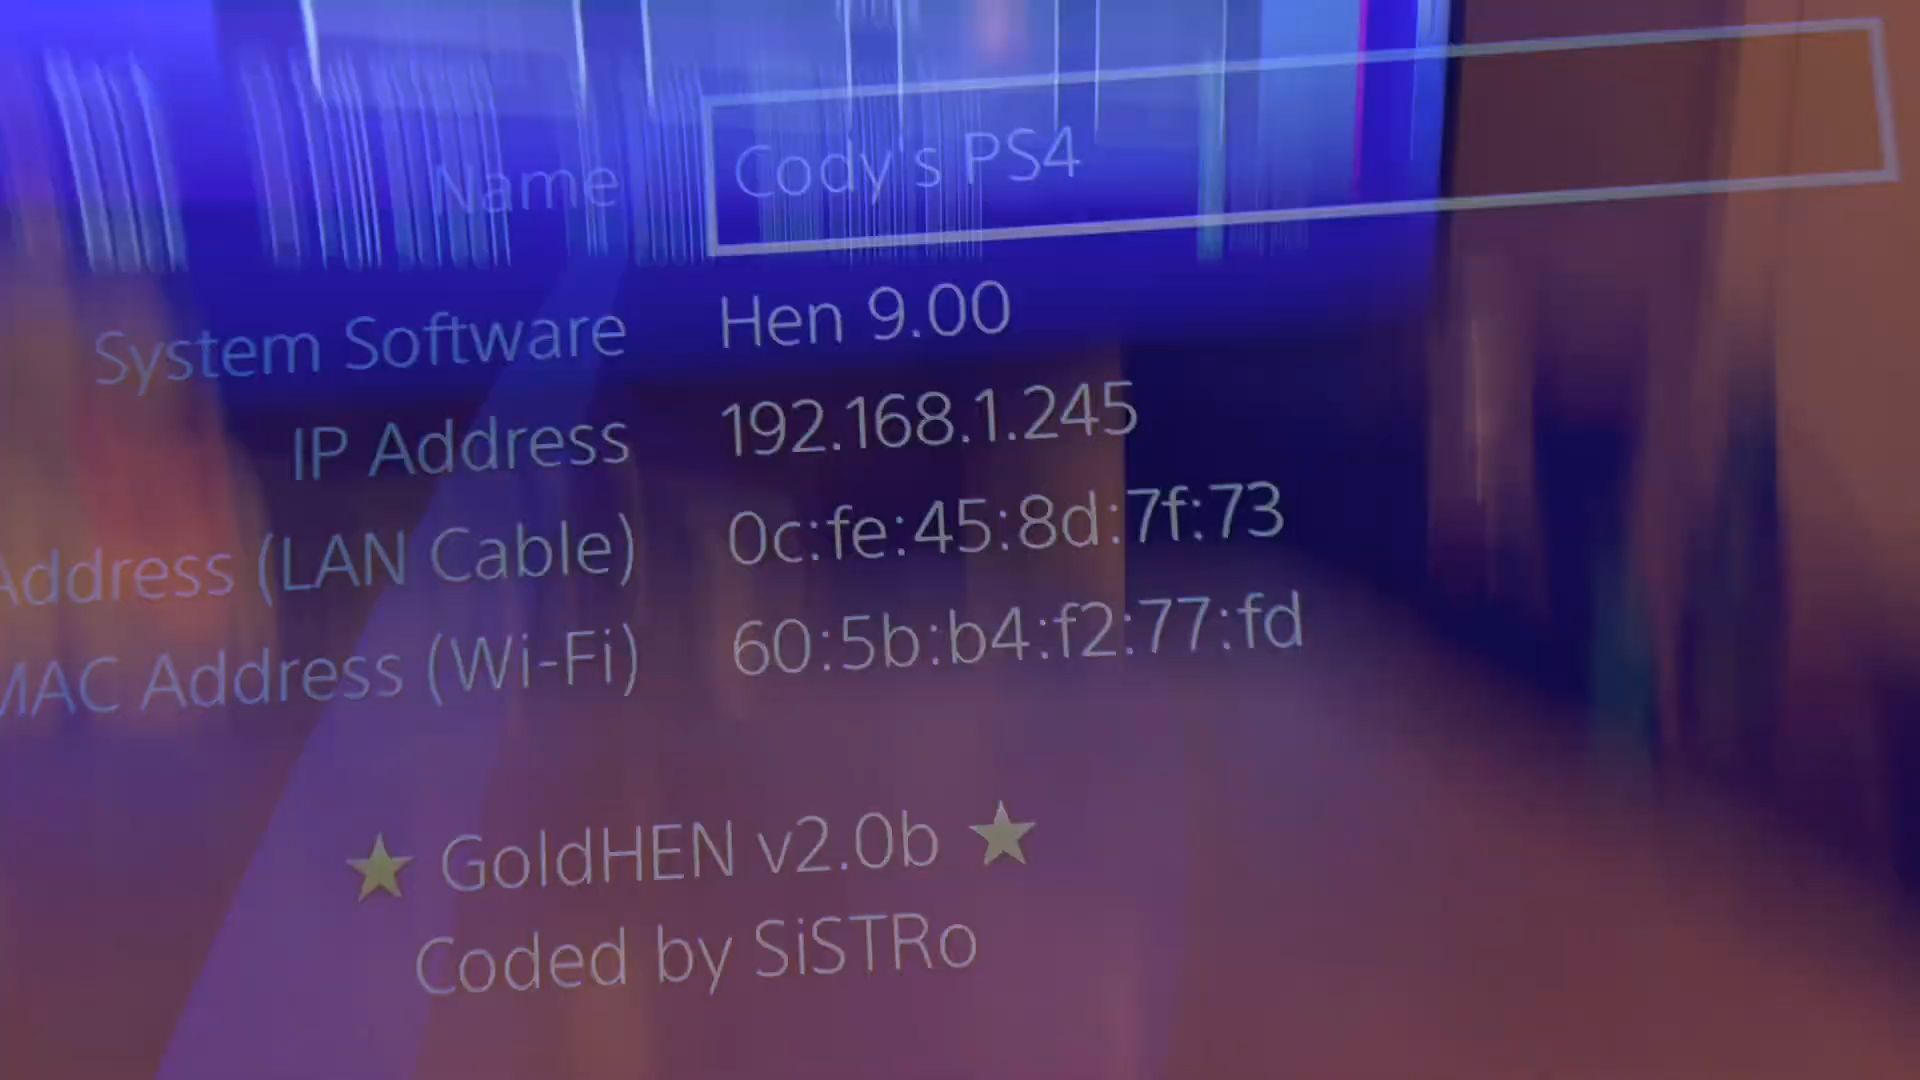 Name Cody's PS4
System Software Hen 9.00
IP Address 192.168.1.245
Address (LAN Cable) 0c:fe:45:8d:7f:73
MAC Address (Wi-Fi) 60:5b:b4:f2:77:fd
★ GoldHEN v2.0b ★
Coded by SiSTRo